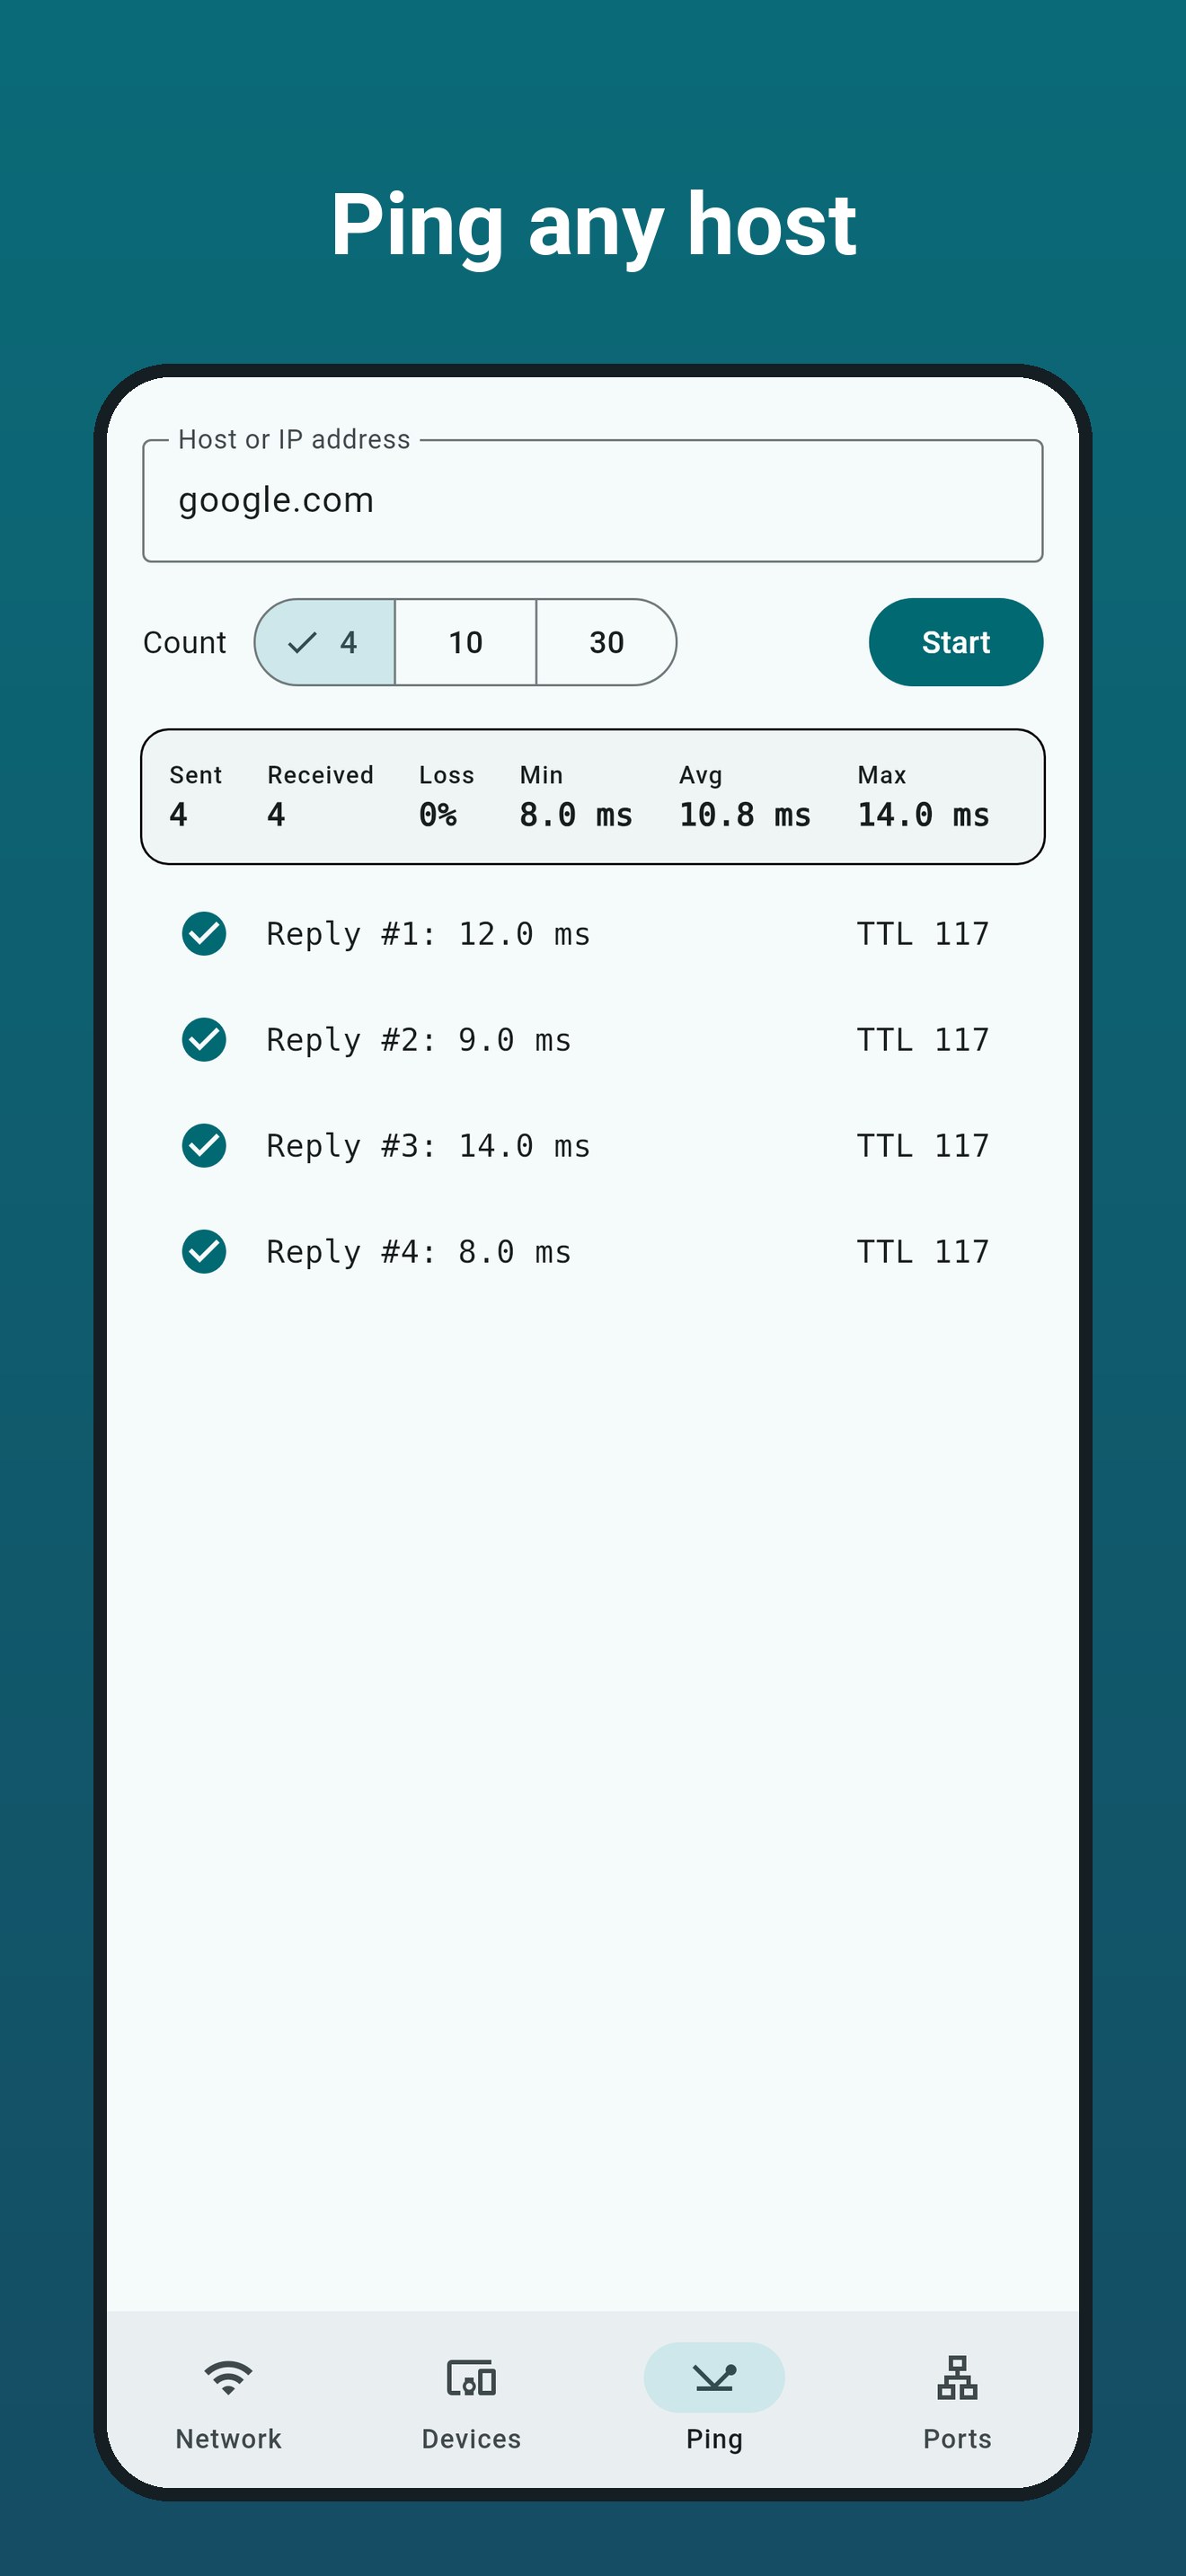 Ping any host
Host or IP address
google.com
Count 4 10 30 Start
Sent Received Loss Min Avg Max
4 4 0% 8.0 ms 10.8 ms 14.0 ms
Reply #1: 12.0 ms TTL 117
Reply #2: 9.0 ms TTL 117
Reply #3: 14.0 ms TTL 117
Reply #4: 8.0 ms TTL 117
Network Devices Ping Ports